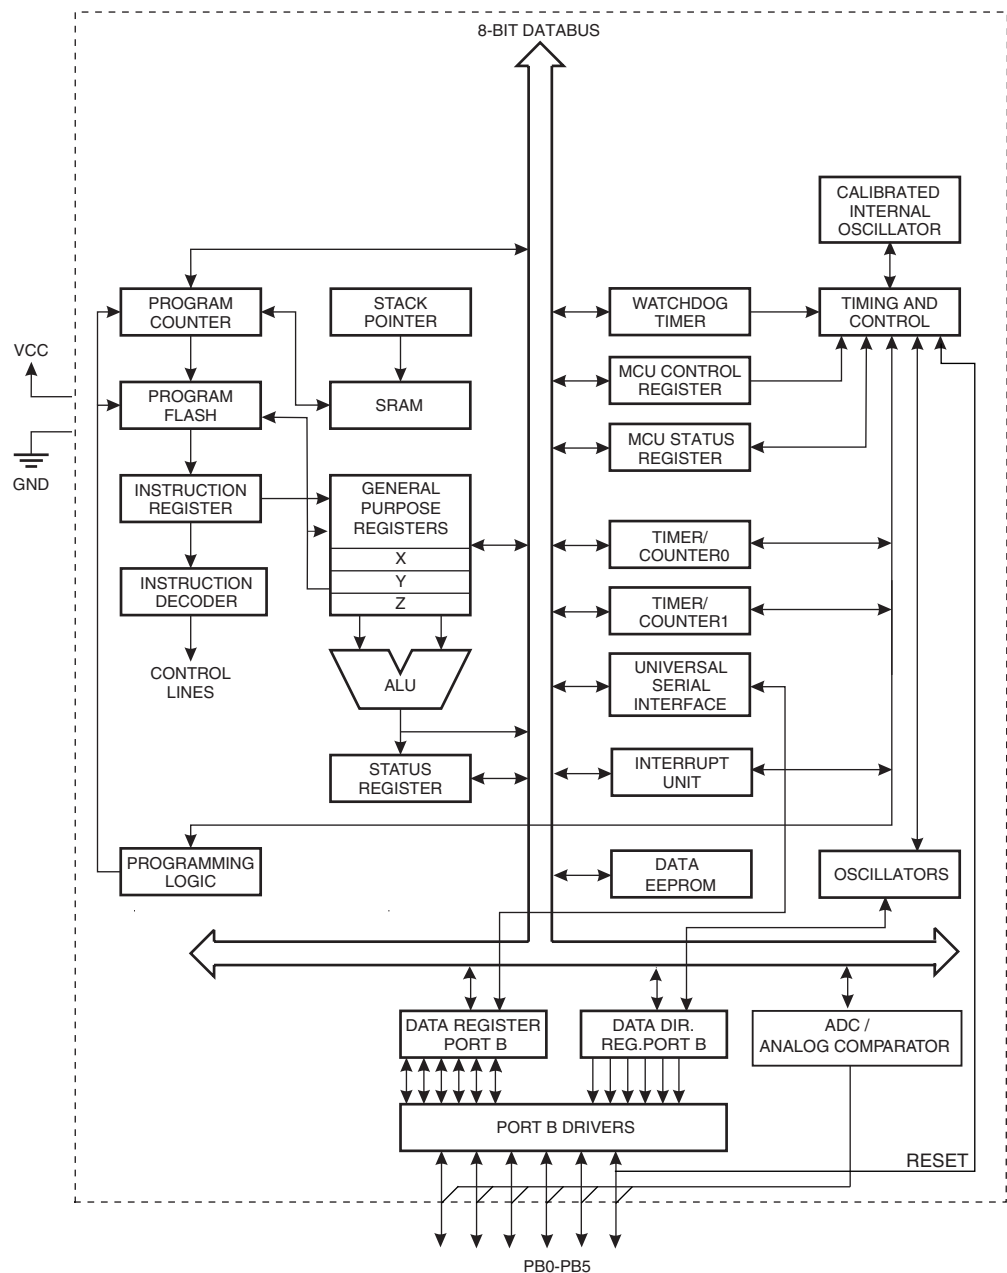 8-BIT DATABUS
CALIBRATED
INTERNAL
OSCILLATOR
PROGRAM
COUNTER
STACK
POINTER
WATCHDOG
TIMER
TIMING AND
CONTROL
VCC
PROGRAM
FLASH
SRAM
MCU CONTROL
REGISTER
MCU STATUS
REGISTER
GND
INSTRUCTION
REGISTER
GENERAL
PURPOSE
REGISTERS
X
Y
Z
TIMER/
COUNTER0
INSTRUCTION
DECODER
TIMER/
COUNTER1
CONTROL
LINES
ALU
UNIVERSAL
SERIAL
INTERFACE
STATUS
REGISTER
INTERRUPT
UNIT
PROGRAMMING
LOGIC
DATA
EEPROM
OSCILLATORS
DATA REGISTER
PORT B
DATA DIR.
REG.PORT B
ADC /
ANALOG COMPARATOR
PORT B DRIVERS
RESET
PB0-PB5